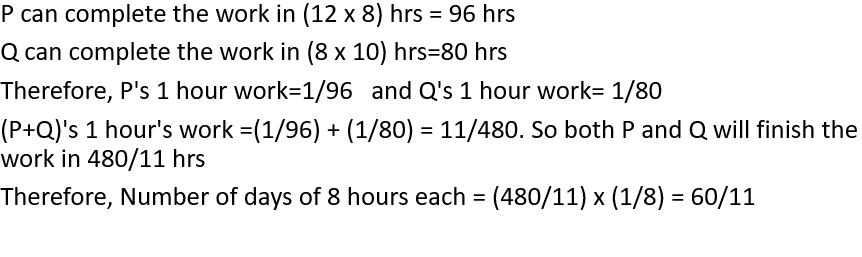 P can complete the work in (12 x 8) hrs = 96 hrs
Q can complete the work in (8 x 10) hrs=80 hrs
Therefore, P's 1 hour work=1/96   and Q's 1 hour work= 1/80
(P+Q)'s 1 hour's work =(1/96) + (1/80) = 11/480. So both P and Q will finish the
work in 480/11 hrs
Therefore, Number of days of 8 hours each = (480/11) x (1/8) = 60/11